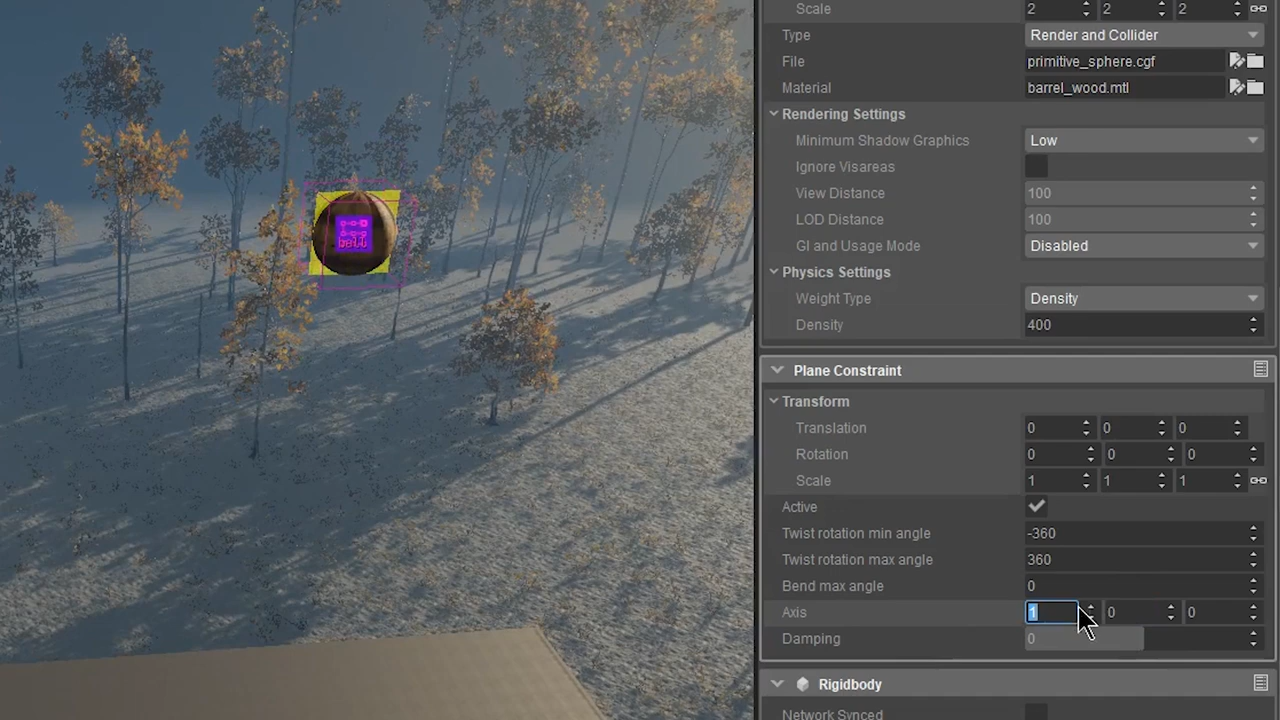 Scale 2 2 2
Type Render and Collider
File primitive_sphere.cgf
Material barrel_wood.mtl
Rendering Settings
Minimum Shadow Graphics Low
Ignore Visareas
View Distance 100
LOD Distance 100
GI and Usage Mode Disabled
Physics Settings
Weight Type Density
Density 400
Plane Constraint
Transform
Translation 0 0 0
Rotation 0 0 0
Scale 1 1 1
Active
Twist rotation min angle -360
Twist rotation max angle 360
Bend max angle 0
Axis 1 0 0
Damping 0
Rigidbody
Network Synced